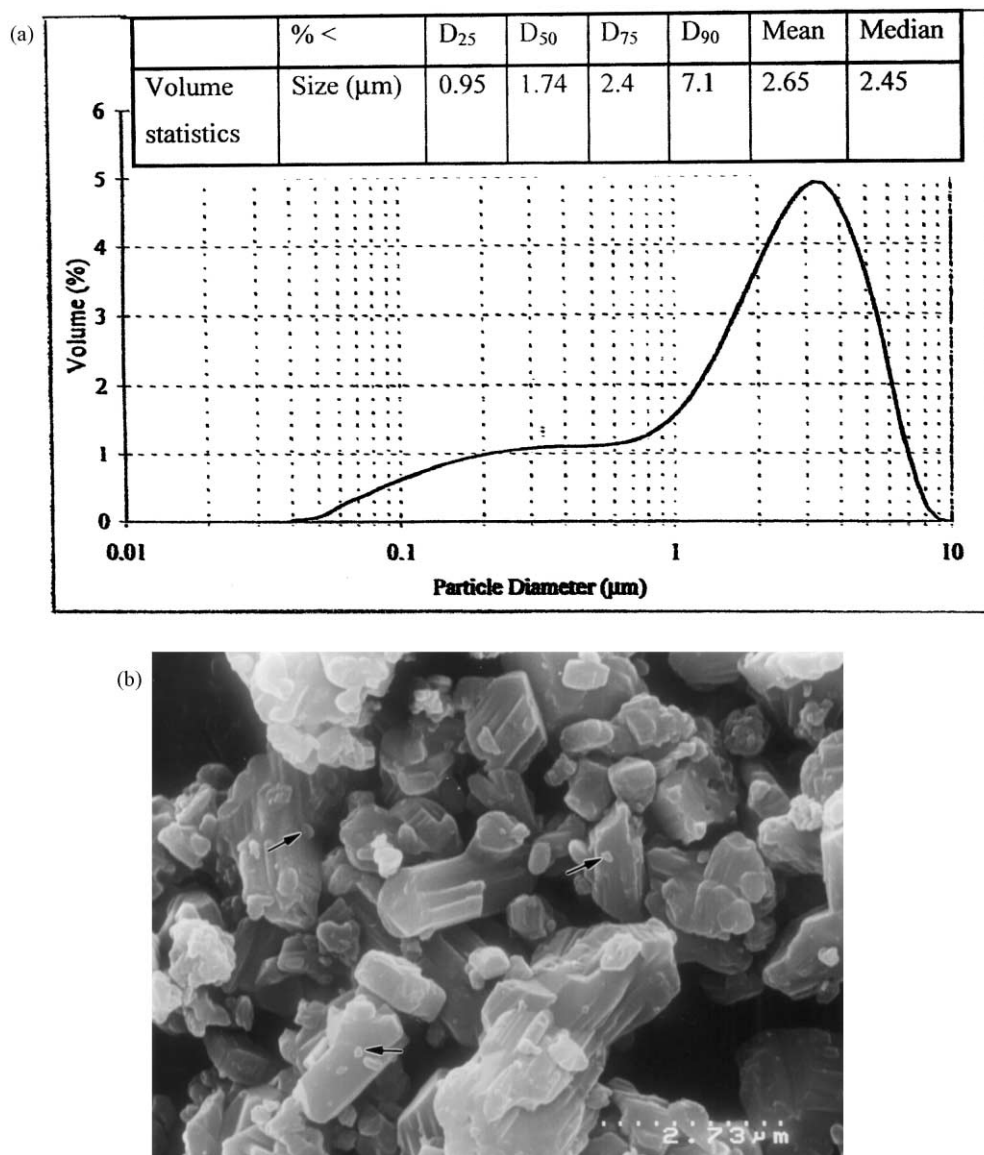 (a)
% < D₂₅ D₅₀ D₇₅ D₉₀ Mean Median
Volume statistics Size (μm) 0.95 1.74 2.4 7.1 2.65 2.45
6
5
4
3
2
1
0
Volume (%)
0.01 0.1 1 10
Particle Diameter (μm)
(b)
2.73μm